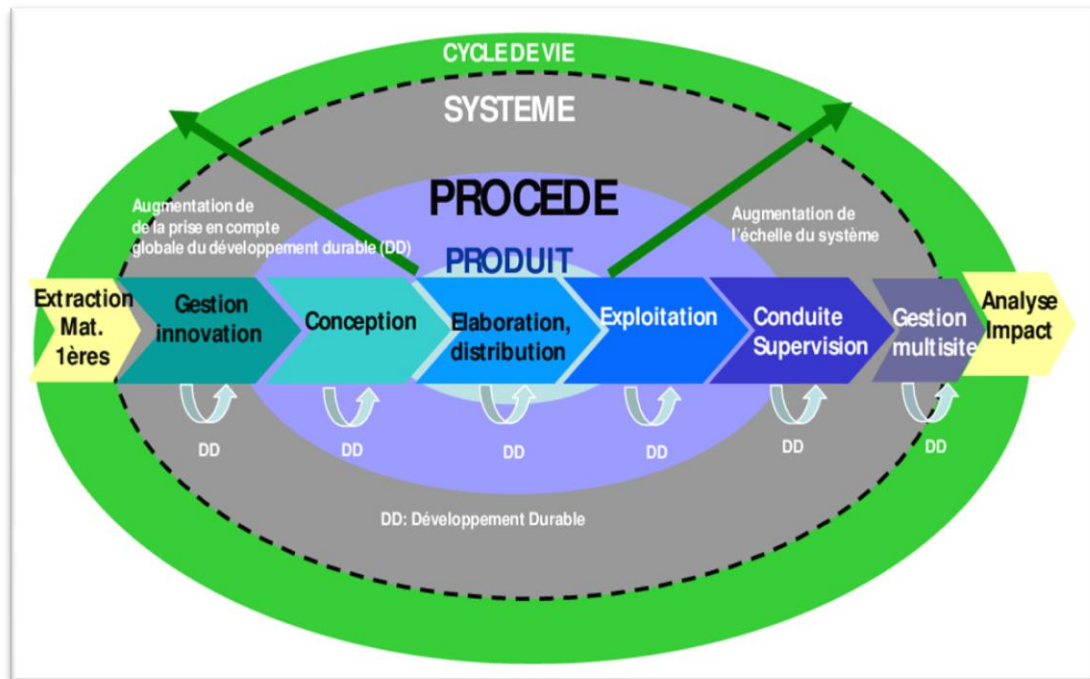 CYCLE DE VIE
SYSTEME
PROCEDE
PRODUIT
Augmentation de
de la prise en compte
globale du développement durable (DD)
Augmentation de
l'échelle du système
Extraction
Mat.
1ères
Gestion
innovation
Conception
Elaboration,
distribution
Exploitation
Conduite
Supervision
Gestion
multisite
Analyse
Impact
DD
DD
DD
DD
DD
DD
DD: Développement Durable